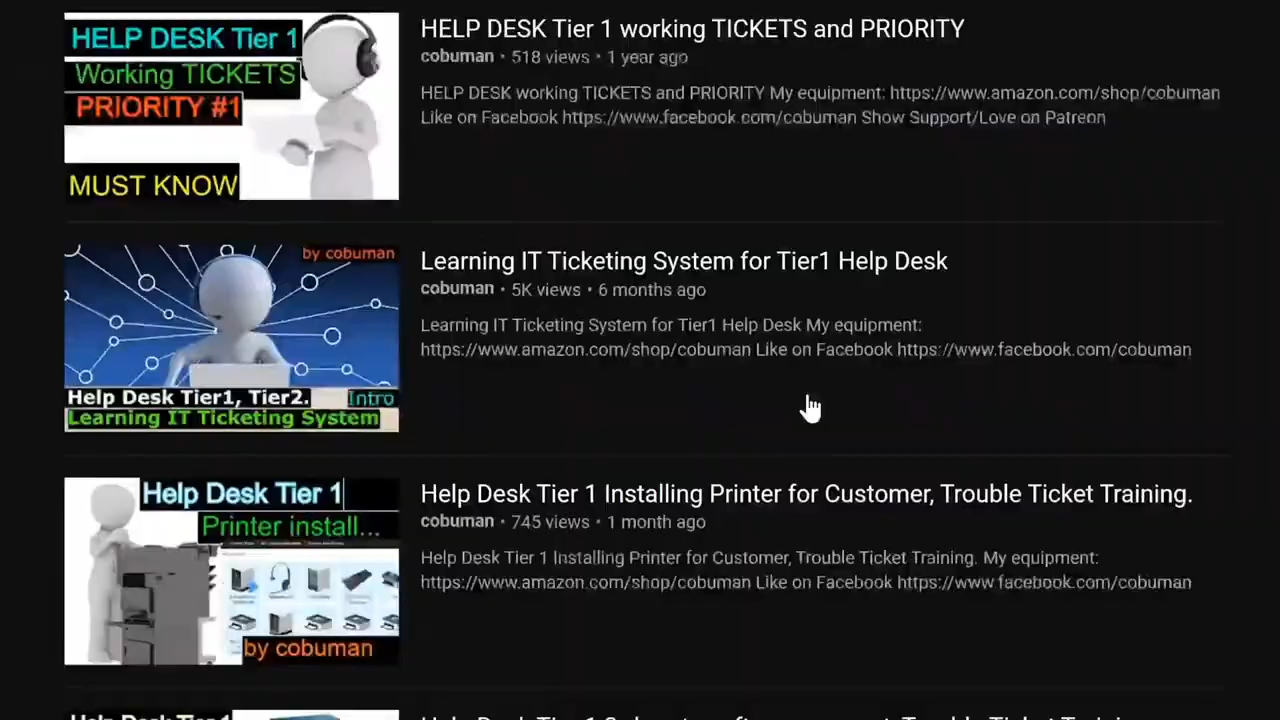 HELP DESK Tier 1
Working TICKETS
PRIORITY #1
MUST KNOW
HELP DESK Tier 1 working TICKETS and PRIORITY
cobuman • 518 views • 1 year ago
HELP DESK working TICKETS and PRIORITY My equipment: https://www.amazon.com/shop/cobuman
Like on Facebook https://www.facebook.com/cobuman Show Support/Love on Patreon
by cobuman
Help Desk Tier1, Tier2.
Intro
Learning IT Ticketing System
Learning IT Ticketing System for Tier1 Help Desk
cobuman • 5K views • 6 months ago
Learning IT Ticketing System for Tier1 Help Desk My equipment:
https://www.amazon.com/shop/cobuman Like on Facebook https://www.facebook.com/cobuman
Help Desk Tier 1
Printer install...
by cobuman
Help Desk Tier 1 Installing Printer for Customer, Trouble Ticket Training.
cobuman • 745 views • 1 month ago
Help Desk Tier 1 Installing Printer for Customer, Trouble Ticket Training. My equipment:
https://www.amazon.com/shop/cobuman Like on Facebook https://www.facebook.com/cobuman
Help Desk Tier 1